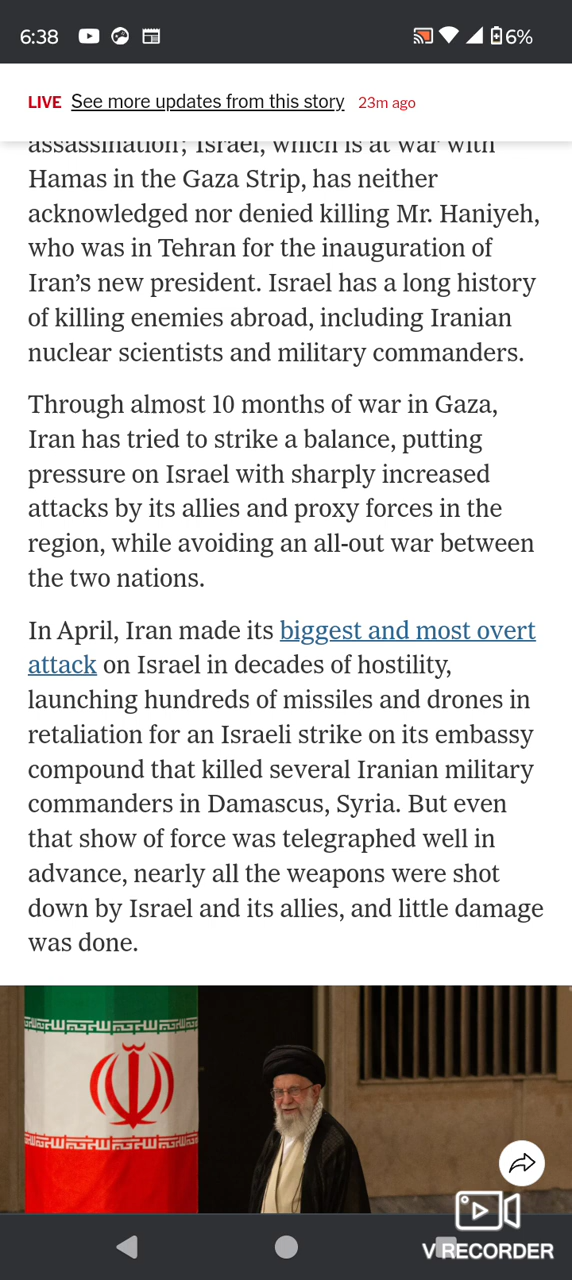 6:38
6%
LIVE See more updates from this story 23m ago
assassination; Israel, which is at war with
Hamas in the Gaza Strip, has neither
acknowledged nor denied killing Mr. Haniyeh,
who was in Tehran for the inauguration of
Iran’s new president. Israel has a long history
of killing enemies abroad, including Iranian
nuclear scientists and military commanders.
Through almost 10 months of war in Gaza,
Iran has tried to strike a balance, putting
pressure on Israel with sharply increased
attacks by its allies and proxy forces in the
region, while avoiding an all-out war between
the two nations.
In April, Iran made its biggest and most overt
attack on Israel in decades of hostility,
launching hundreds of missiles and drones in
retaliation for an Israeli strike on its embassy
compound that killed several Iranian military
commanders in Damascus, Syria. But even
that show of force was telegraphed well in
advance, nearly all the weapons were shot
down by Israel and its allies, and little damage
was done.
V RECORDER